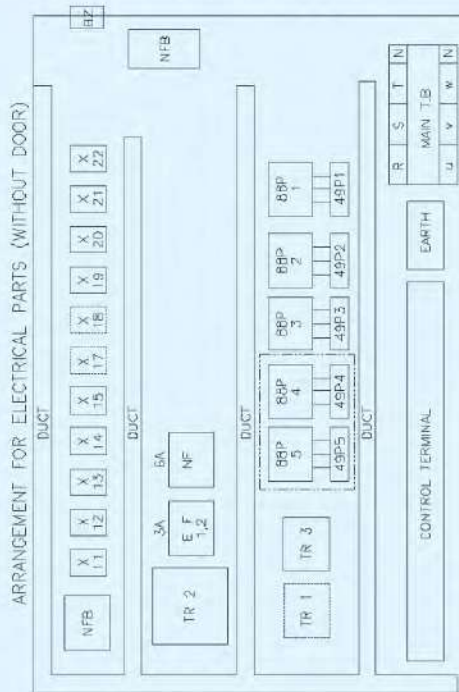 ARRANGEMENT FOR ELECTRICAL PARTS (WITHOUT DOOR)
DUCT
BZ
NFB
X
11
X
12
X
13
X
14
X
15
X
17
X
18
X
19
X
20
X
21
X
22
NFB
DUCT
TR 2
3A
E F
1,2
6A
NF
DUCT
TR 1
TR 3
88P
5
88P
4
88P
3
88P
2
88P
1
49P5
49P4
49P3
49P2
49P1
DUCT
CONTROL TERMINAL
EARTH
R S T N
MAIN T.B
u v w N